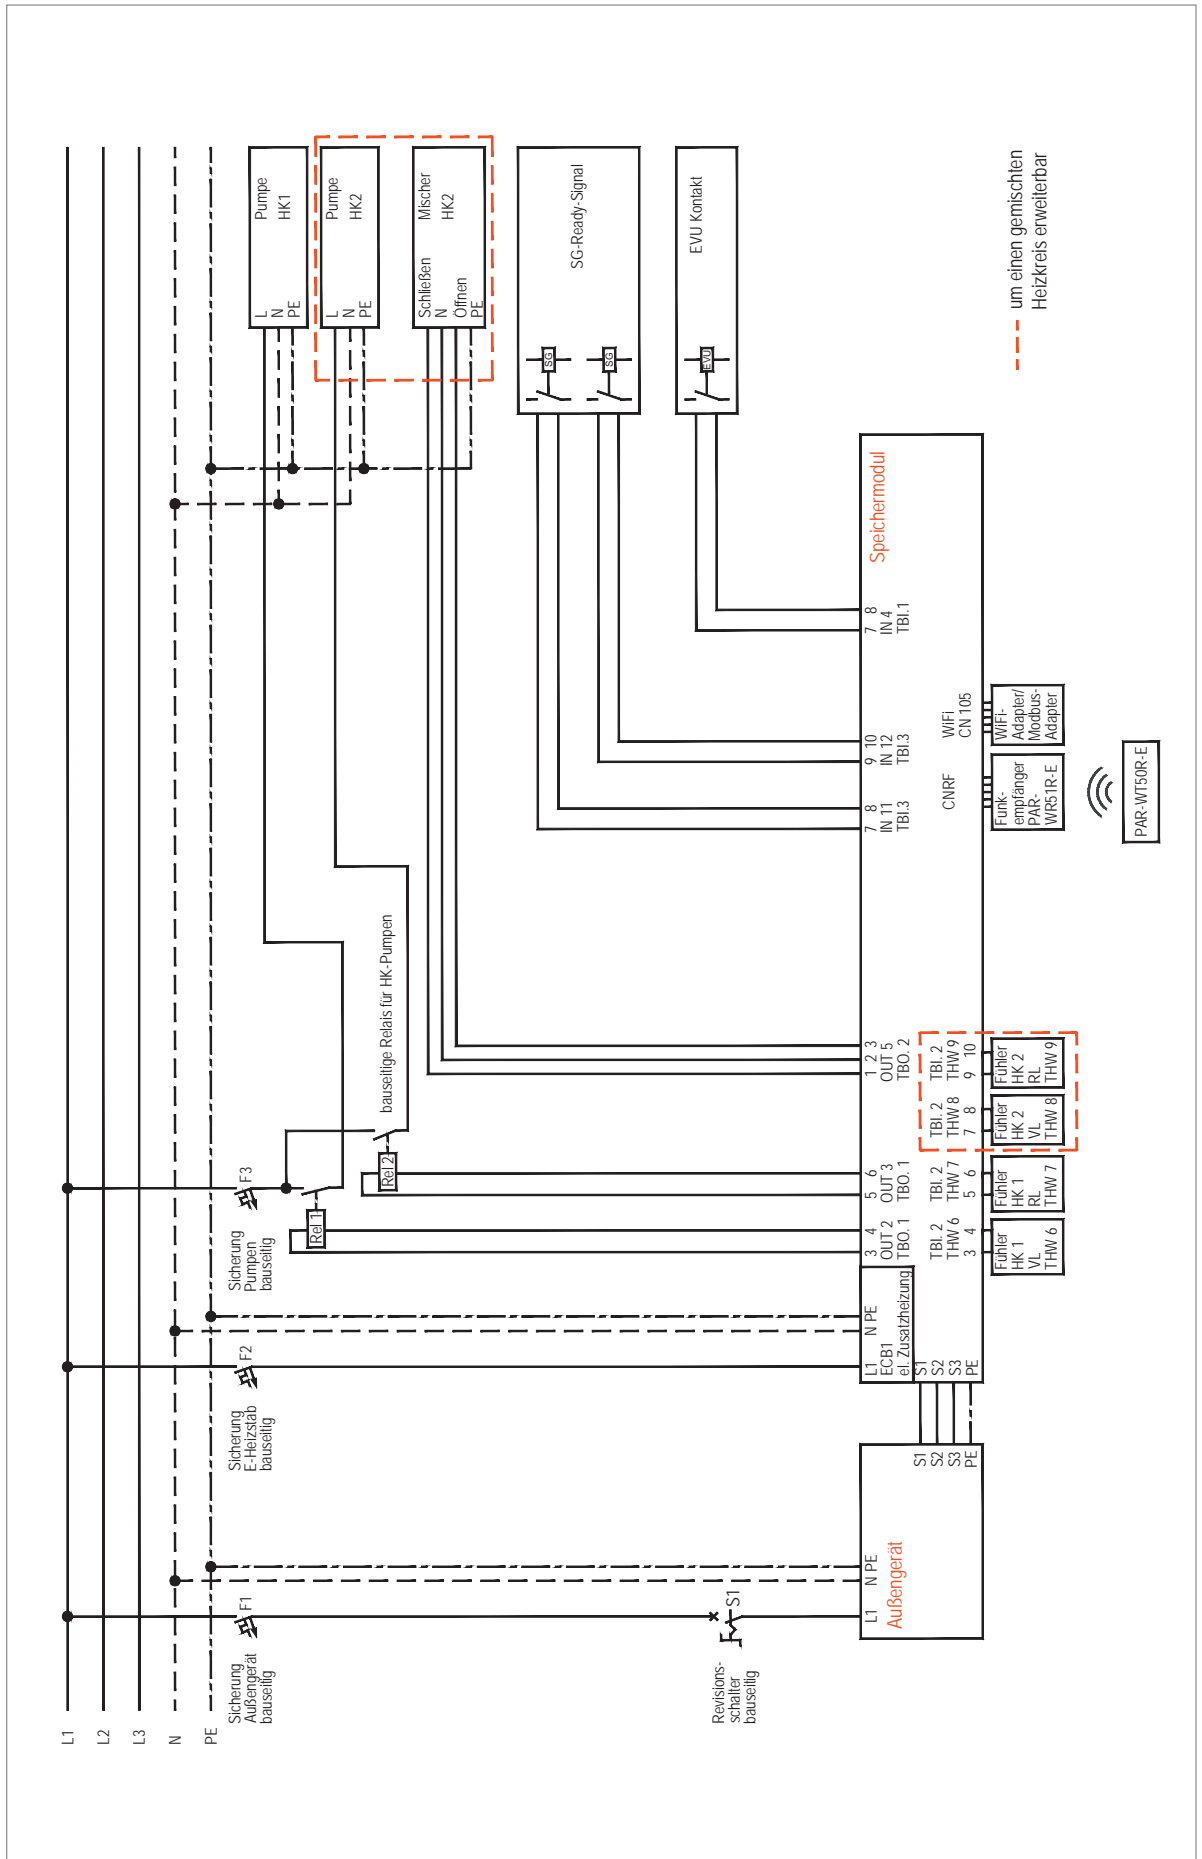 L1
L2
L3
N
PE
Sicherung
Außengerät
bauseitig
F1
Sicherung
E-Heizstab
bauseitig
F2
Sicherung
Pumpen
bauseitig
F3
Revisions-
schalter
bauseitig
S1
Rel 1
Rel 2
bauseitige Relais für HK-Pumpen
Pumpe
HK1
L
N
PE
Pumpe
HK2
L
N
PE
Mischer
HK2
Schließen
N
Öffnen
PE
SG-Ready-Signal
SG
SG
EVU Kontakt
EVU
um einen gemischten
Heizkreis erweiterbar
Außengerät
L1
N PE
S1
S2
S3
PE
Speichermodul
L1
N PE
ECB1
el. Zusatzheizung
S1
S2
S3
PE
3 4
OUT 2
TBO. 1
5 6
OUT 3
TBO. 1
1 2 3
OUT 5
TBO. 2
7 8
IN 11
TBI.3
9 10
IN 12
TBI.3
7 8
IN 4
TBI.1
TBI. 2
THW 6
3 4
TBI. 2
THW 7
5 6
TBI. 2
THW 8
7 8
TBI. 2
THW 9
9 10
CNRF
WiFi
CN 105
Fühler
HK 1
VL
THW 6
Fühler
HK 1
RL
THW 7
Fühler
HK 2
VL
THW 8
Fühler
HK 2
RL
THW 9
Funk-
empfänger
PAR-
WR51R-E
WiFi-
Adapter/
Modbus-
Adapter
PAR-WT50R-E